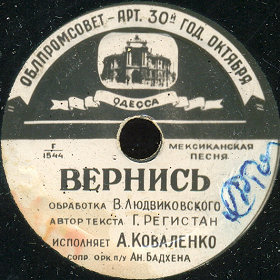 ОБЛПРОМСОВЕТ - АРТ. 30й ГОД. ОКТЯБРЯ
ОДЕССА
Г
1544
МЕКСИКАНСКАЯ
ПЕСНЯ
ВЕРНИСЬ
ОБРАБОТКА В. ЛЮДВИКОВСКОГО
АВТОР ТЕКСТА Г. РЕГИСТАН
ИСПОЛНЯЕТ А. КОВАЛЕНКО
СОПР. ОРК. П/У АН. БАДХЕНА